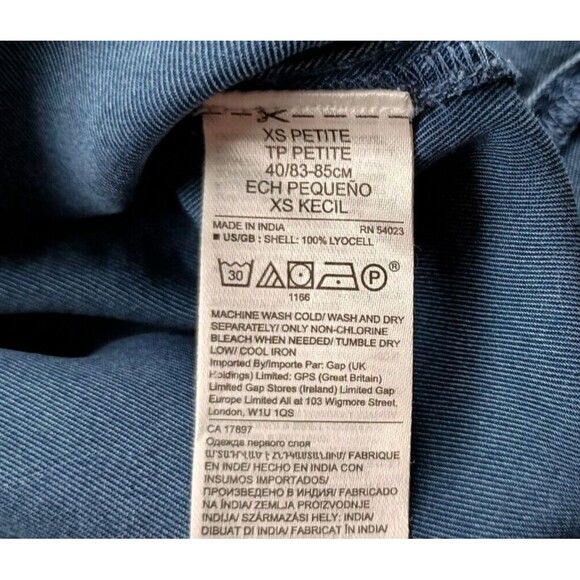 XS PETITE
TP PETITE
40/83-85CM
ECH PEQUEÑO
XS KECIL
MADE IN INDIA RN 54023
■ US/GB : SHELL: 100% LYOCELL
30 P ®
1166
MACHINE WASH COLD/ WASH AND DRY
SEPARATELY/ ONLY NON-CHLORINE
BLEACH WHEN NEEDED/ TUMBLE DRY
LOW/ COOL IRON
Imported By/Importe Par: Gap (UK
Holdings) Limited: GPS (Great Britain)
Limited Gap Stores (Ireland) Limited Gap
Europe Limited All at 103 Wigmore Street,
London, W1U 1QS
CA 17897
Одежда первого слоя
ԱՐՏԱԴՐՎԱԾ Է ՀՆԴԿԱՍՏԱՆՈՒՄ/ FABRIQUE
EN INDE/ HECHO EN INDIA CON
INSUMOS IMPORTADOS/
ПРОИЗВЕДЕНО В ИНДИИ/ FABRICADO
NA ÍNDIA/ ZEMLJA PROIZVODNJE
INDIJA/ SZÁRMAZÁSI HELY: INDIA/
DIBUAT DI INDIA/ FABRICAT ÎN INDIA/